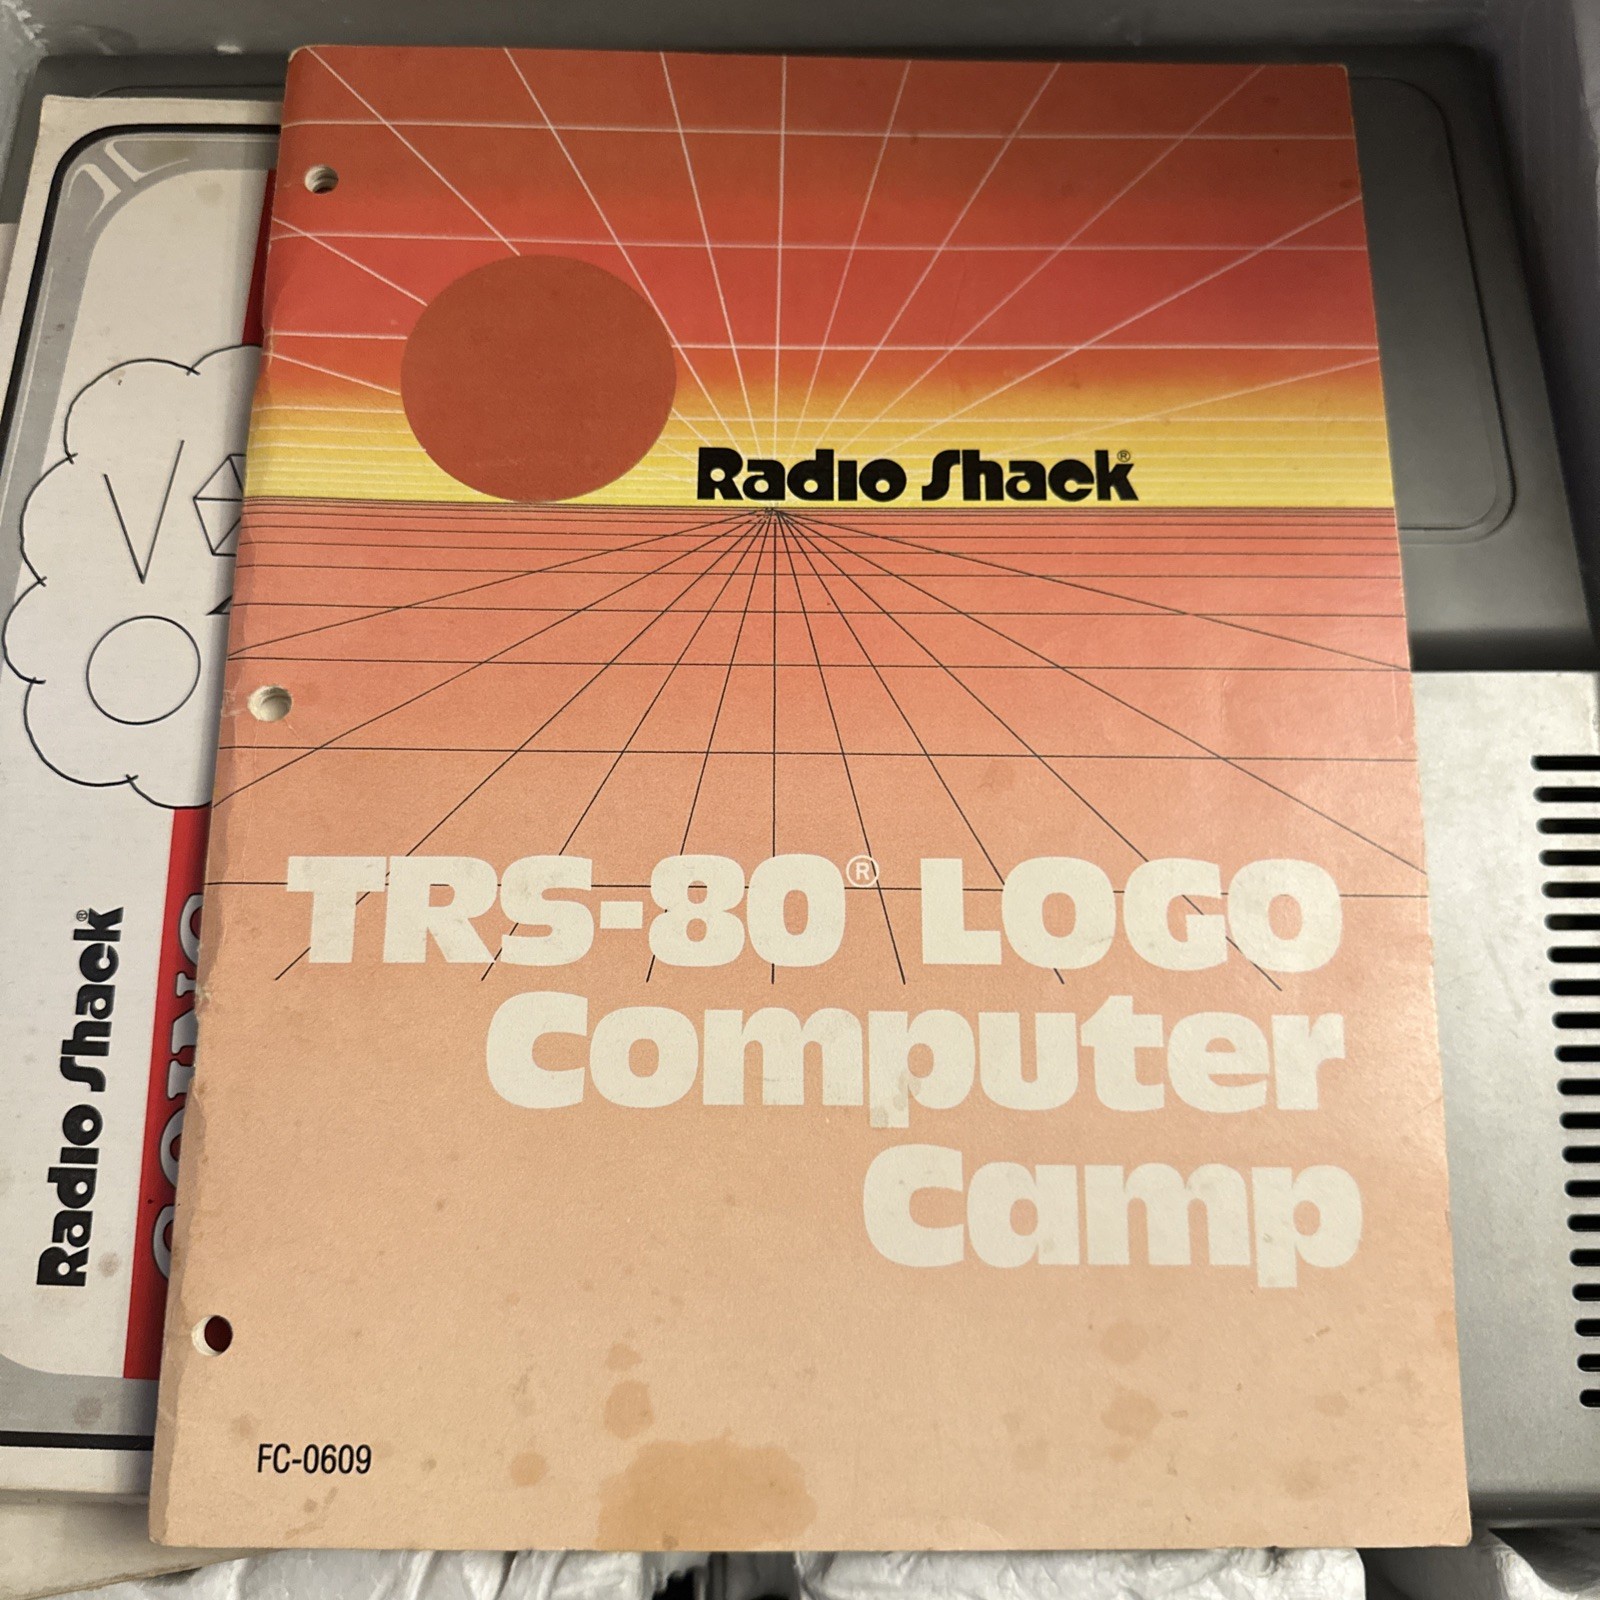 Radio Shack®
TRS-80® LOGO
Computer
Camp
FC-0609
Radio Shack®